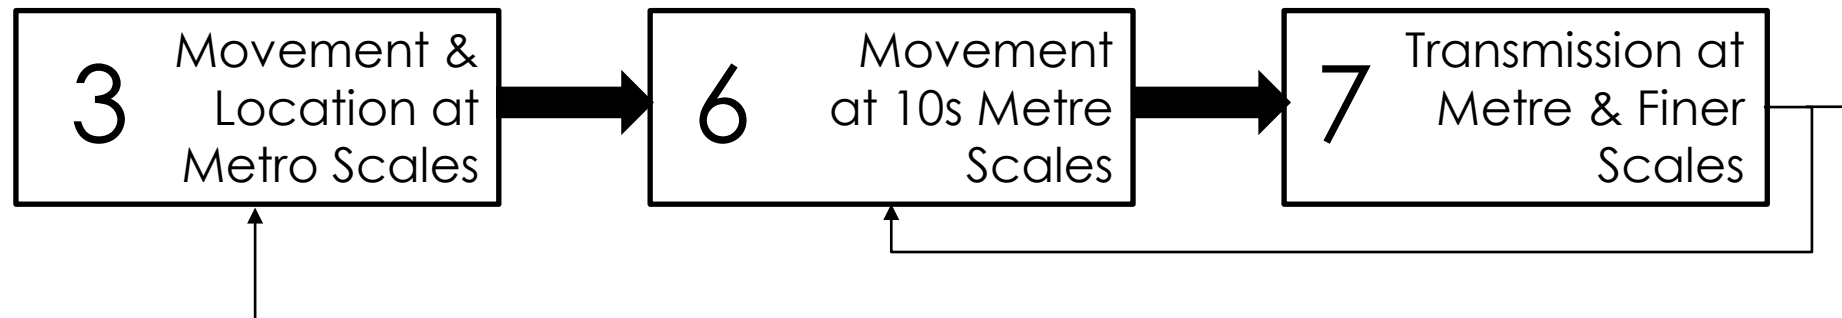 3
Movement &
Location at
Metro Scales
6
Movement
at 10s Metre
Scales
7
Transmission at
Metre & Finer
Scales